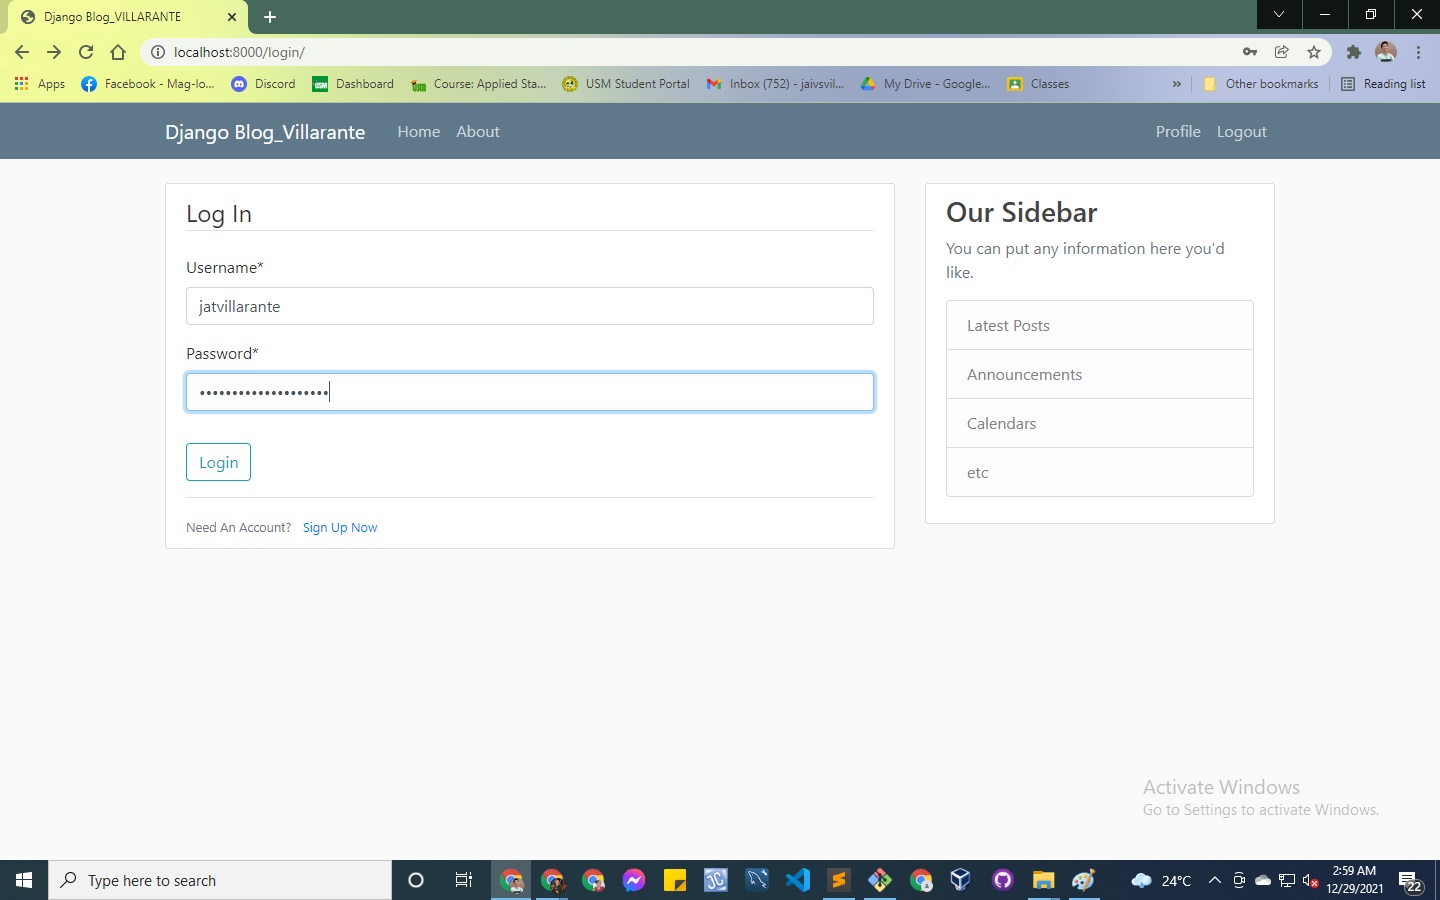 Django Blog_VILLARANTE
localhost:8000/login/
Apps
Facebook - Mag-lo...
Discord
USM
Dashboard
Course: Applied Sta...
USM Student Portal
Inbox (752) - jaivsvil...
My Drive - Google...
Classes
»
Other bookmarks
Reading list
Django Blog_Villarante
Home
About
Profile
Logout
Log In
Username*
jatvillarante
Password*
••••••••••••••••••••
Login
Need An Account? Sign Up Now
Our Sidebar
You can put any information here you'd
like.
Latest Posts
Announcements
Calendars
etc
Activate Windows
Go to Settings to activate Windows.
Type here to search
24°C
2:59 AM
12/29/2021
22